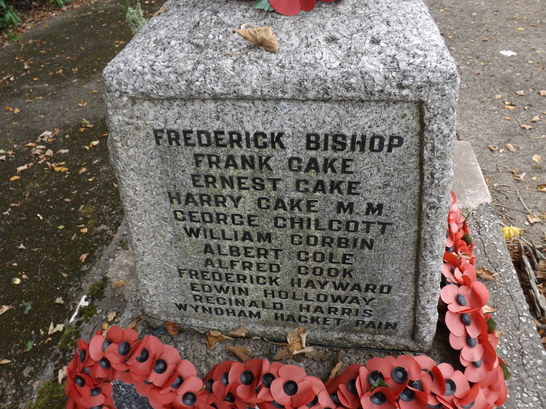 FREDERICK BISHOP
FRANK CAKE
ERNEST CAKE
HARRY CAKE M.M
GEORGE CHILCOTT
WILLIAM CORBIN
ALBERT COLE
ALFRED COOK
FREDERICK HAYWARD
EDWIN HOLLOWAY
REGINALD HARRIS
WYNDHAM HACKET PAIN